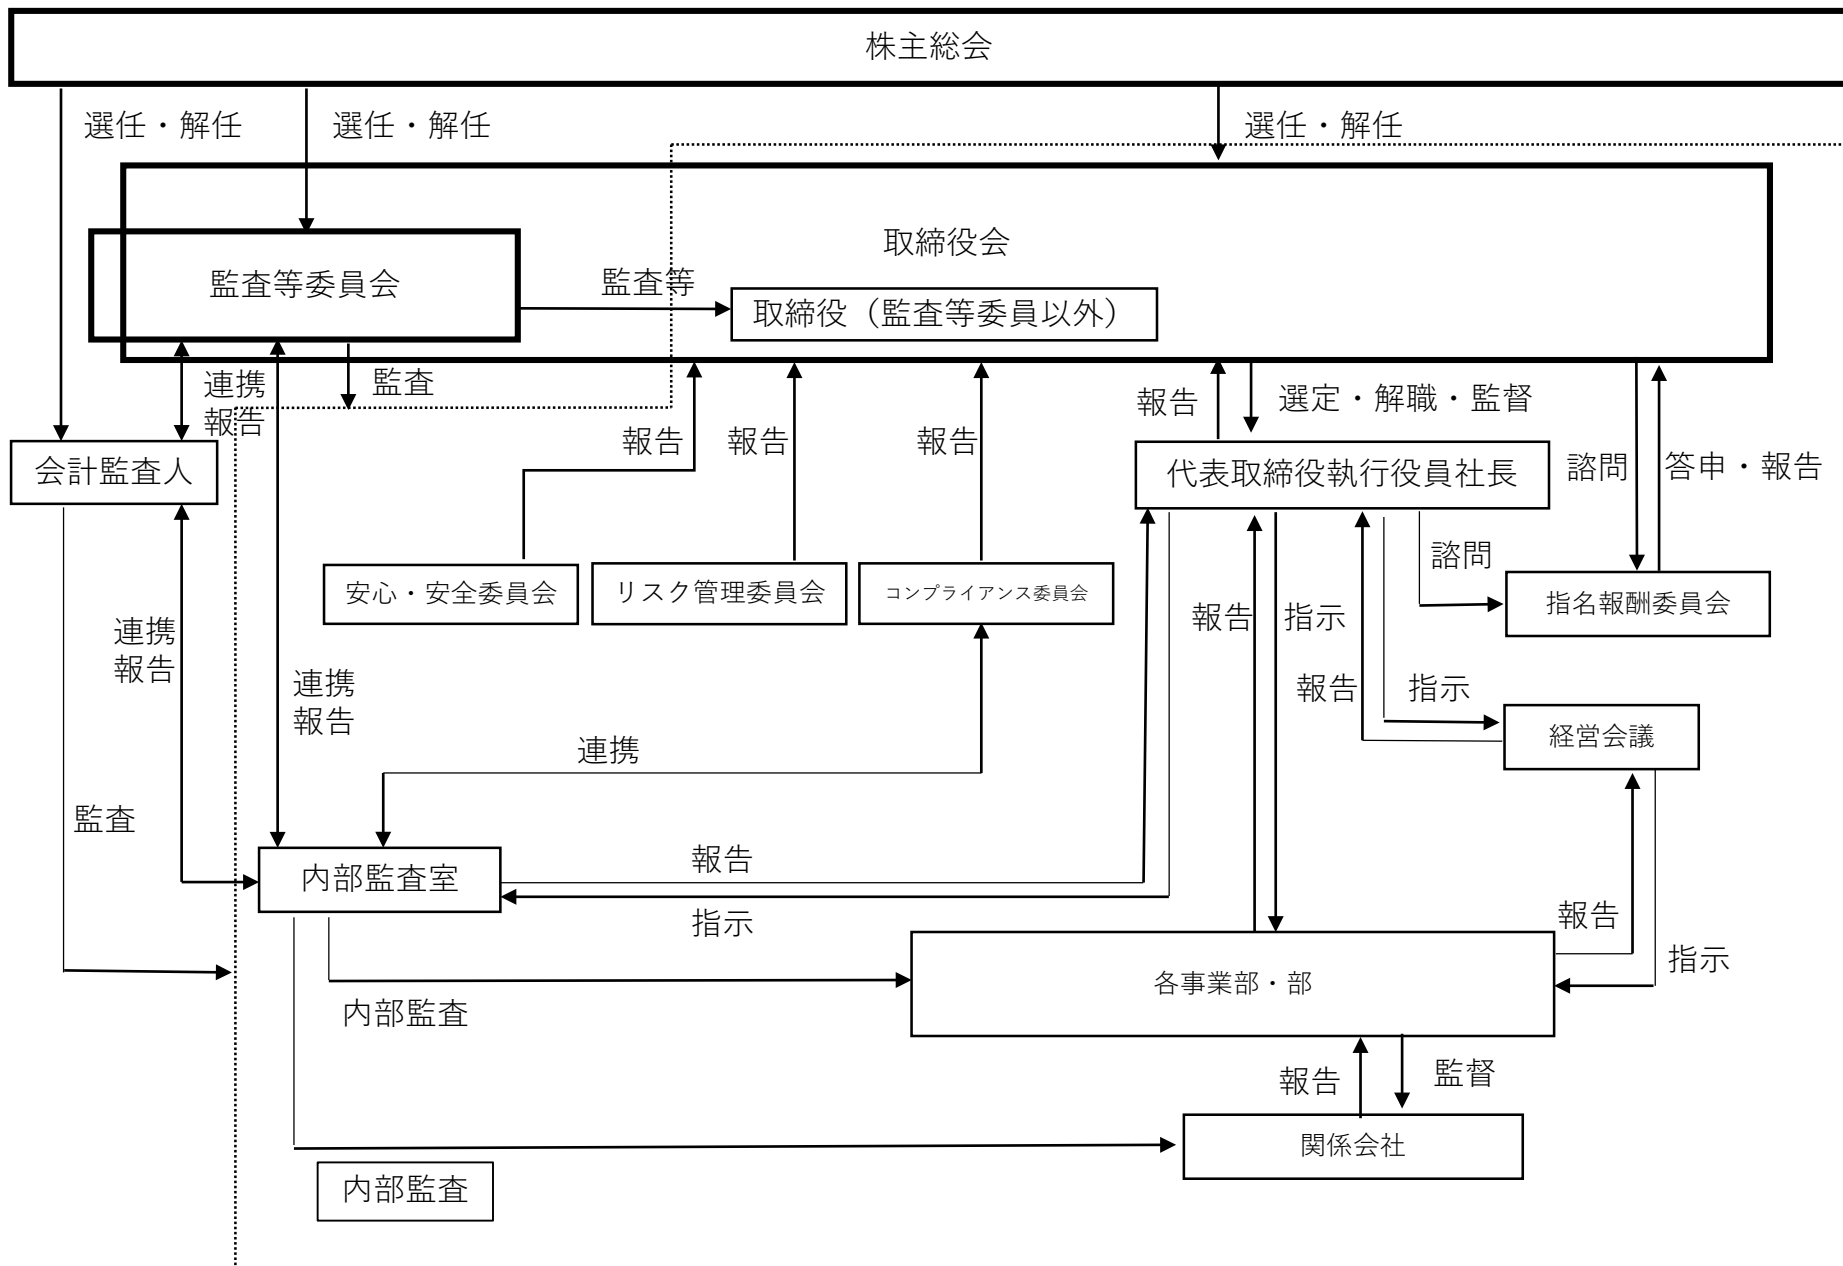 株主総会
選任・解任
選任・解任
選任・解任
取締役会
監査等委員会
監査等
取締役（監査等委員以外）
連携
報告
監査
報告
選定・解職・監督
報告
報告
報告
会計監査人
代表取締役執行役員社長
諮問
答申・報告
諮問
安心・安全委員会
リスク管理委員会
コンプライアンス委員会
指名報酬委員会
報告
指示
連携
報告
連携
報告
報告
指示
経営会議
連携
監査
内部監査室
報告
指示
報告
指示
各事業部・部
内部監査
報告
監督
関係会社
内部監査